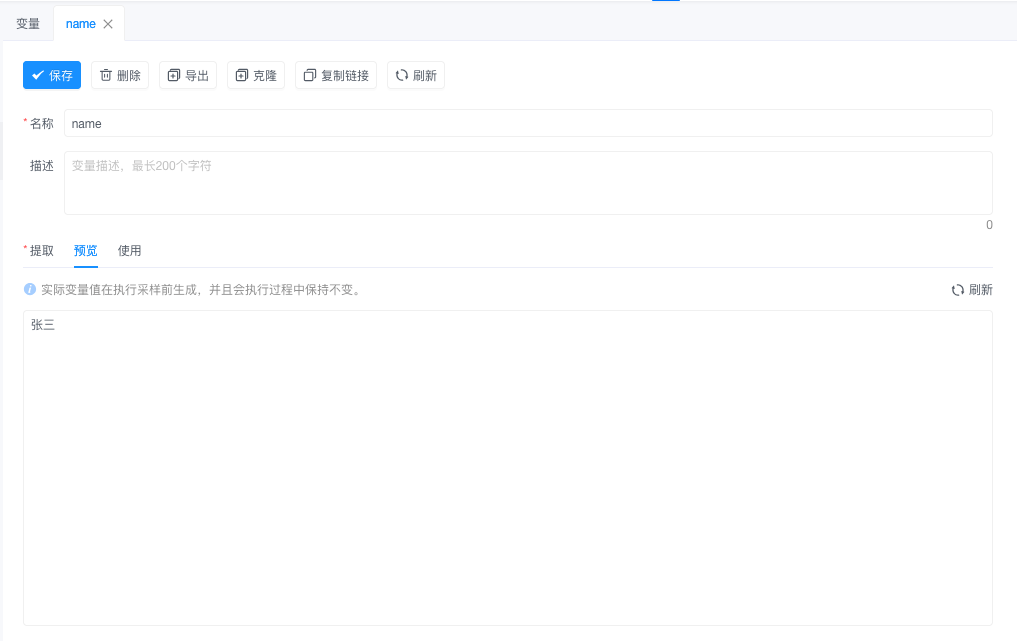 变量 name
保存 删除 导出 克隆 复制链接 刷新
* 名称 name
描述 变量描述，最长200个字符
0
* 提取 预览 使用
实际变量值在执行采样前生成，并且会执行过程中保持不变。 刷新
张三